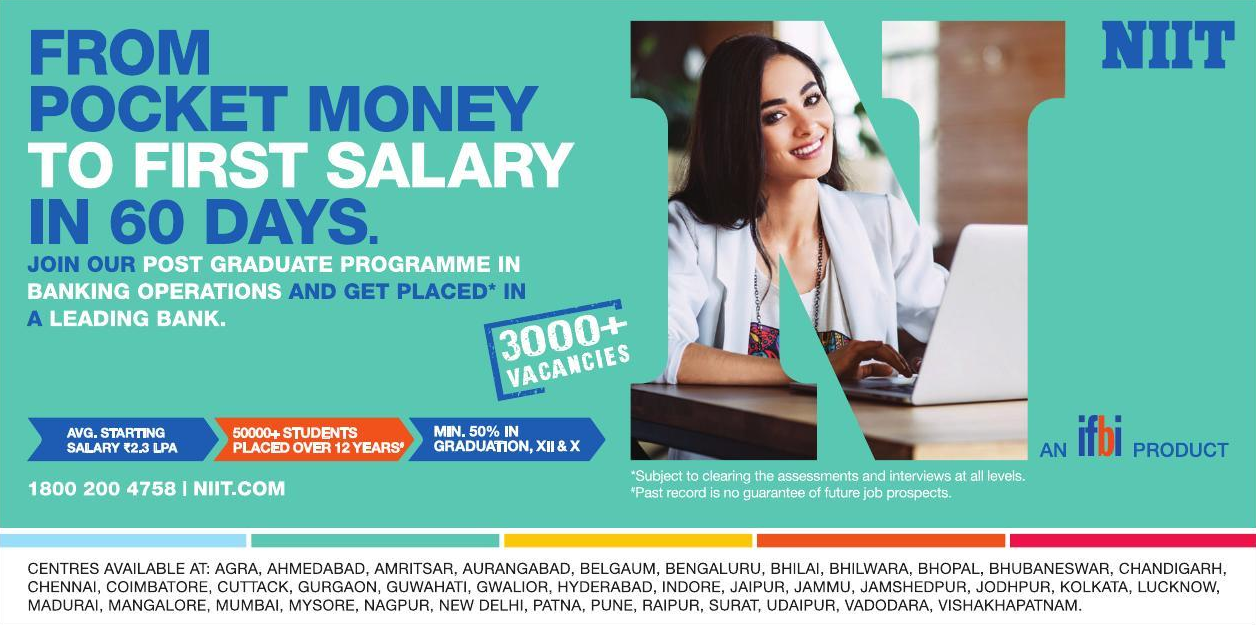 FROM
POCKET MONEY
TO FIRST SALARY
IN 60 DAYS.
JOIN OUR POST GRADUATE PROGRAMME IN
BANKING OPERATIONS AND GET PLACED* IN
A LEADING BANK.
3000+
VACANCIES
AVG. STARTING
SALARY ₹2.3 LPA
50000+ STUDENTS
PLACED OVER 12 YEARS#
MIN. 50% IN
GRADUATION, XII & X
1800 200 4758 | NIIT.COM
NIIT
AN ifbi PRODUCT
*Subject to clearing the assessments and interviews at all levels.
#Past record is no guarantee of future job prospects.
CENTRES AVAILABLE AT: AGRA, AHMEDABAD, AMRITSAR, AURANGABAD, BELGAUM, BENGALURU, BHILAI, BHILWARA, BHOPAL, BHUBANESWAR, CHANDIGARH,
CHENNAI, COIMBATORE, CUTTACK, GURGAON, GUWAHATI, GWALIOR, HYDERABAD, INDORE, JAIPUR, JAMMU, JAMSHEDPUR, JODHPUR, KOLKATA, LUCKNOW,
MADURAI, MANGALORE, MUMBAI, MYSORE, NAGPUR, NEW DELHI, PATNA, PUNE, RAIPUR, SURAT, UDAIPUR, VADODARA, VISHAKHAPATNAM.